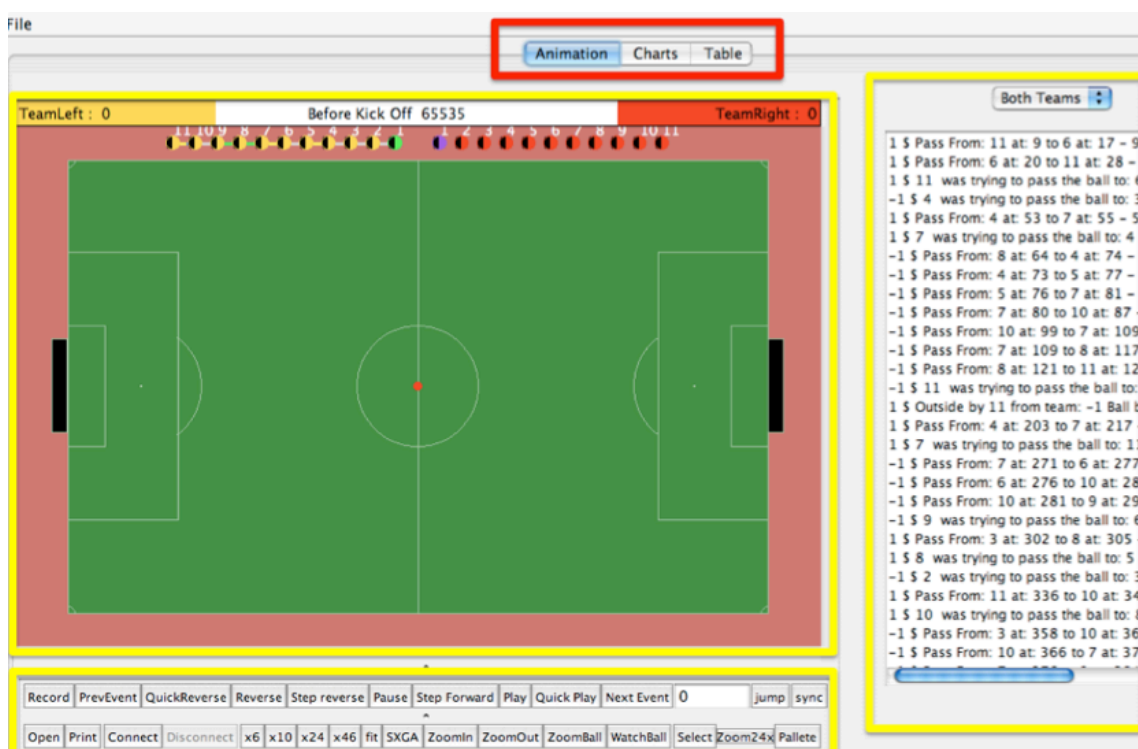 File
Animation Charts Table
TeamLeft : 0 Before Kick Off 65535 TeamRight : 0
11 10 9 8 7 6 5 4 3 2 1 1 2 3 4 5 6 7 8 9 10 11
Both Teams
1 $ Pass From: 11 at: 9 to 6 at: 17 - 9
1 $ Pass From: 6 at: 20 to 11 at: 28 -
1 $ 11 was trying to pass the ball to: 6
-1 $ 4 was trying to pass the ball to: 3
1 $ Pass From: 4 at: 53 to 7 at: 55 - 5
1 $ 7 was trying to pass the ball to: 4
-1 $ Pass From: 8 at: 64 to 4 at: 74 -
-1 $ Pass From: 4 at: 73 to 5 at: 77 -
-1 $ Pass From: 5 at: 76 to 7 at: 81 -
-1 $ Pass From: 7 at: 80 to 10 at: 87 -
-1 $ Pass From: 10 at: 99 to 7 at: 109
-1 $ Pass From: 7 at: 109 to 8 at: 117
-1 $ Pass From: 8 at: 121 to 11 at: 12
-1 $ 11 was trying to pass the ball to:
1 $ Outside by 11 from team: -1 Ball b
1 $ Pass From: 4 at: 203 to 7 at: 217
1 $ 7 was trying to pass the ball to: 11
-1 $ Pass From: 7 at: 271 to 6 at: 277
-1 $ Pass From: 6 at: 276 to 10 at: 28
-1 $ Pass From: 10 at: 281 to 9 at: 29
-1 $ 9 was trying to pass the ball to: 6
1 $ Pass From: 3 at: 302 to 8 at: 305
1 $ 8 was trying to pass the ball to: 5
-1 $ 2 was trying to pass the ball to: 3
1 $ Pass From: 11 at: 336 to 10 at: 34
1 $ 10 was trying to pass the ball to: 8
-1 $ Pass From: 3 at: 358 to 10 at: 36
-1 $ Pass From: 10 at: 366 to 7 at: 37
Record PrevEvent QuickReverse Reverse Step reverse Pause Step Forward Play Quick Play Next Event 0 jump sync
Open Print Connect Disconnect x6 x10 x24 x46 fit SXGA ZoomIn ZoomOut ZoomBall WatchBall Select Zoom24x Pallete